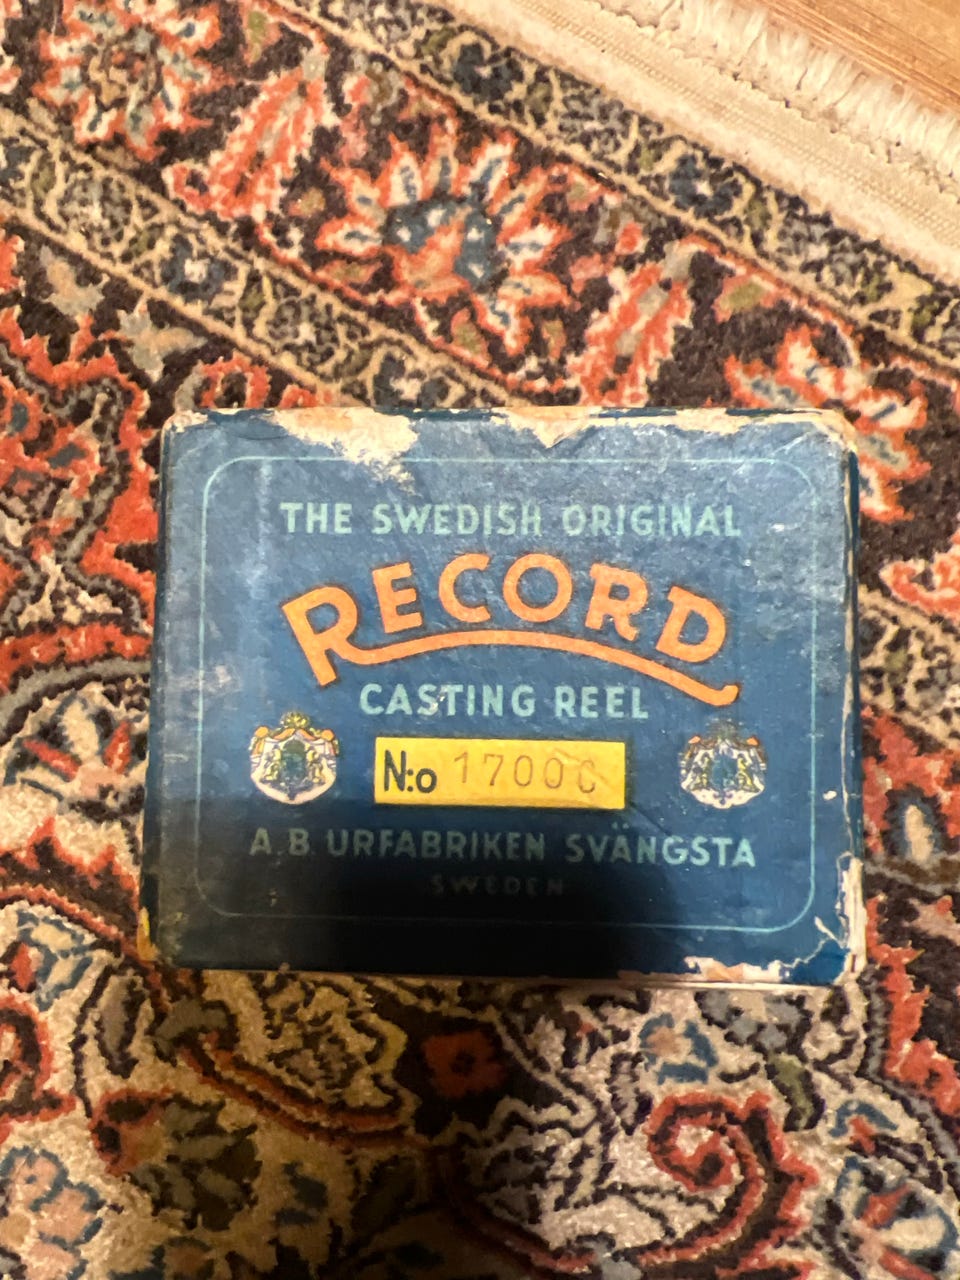 THE SWEDISH ORIGINAL
RECORD
CASTING REEL
N:o 1700C
A.B. URFABRIKEN SVÄNGSTA
SWEDEN